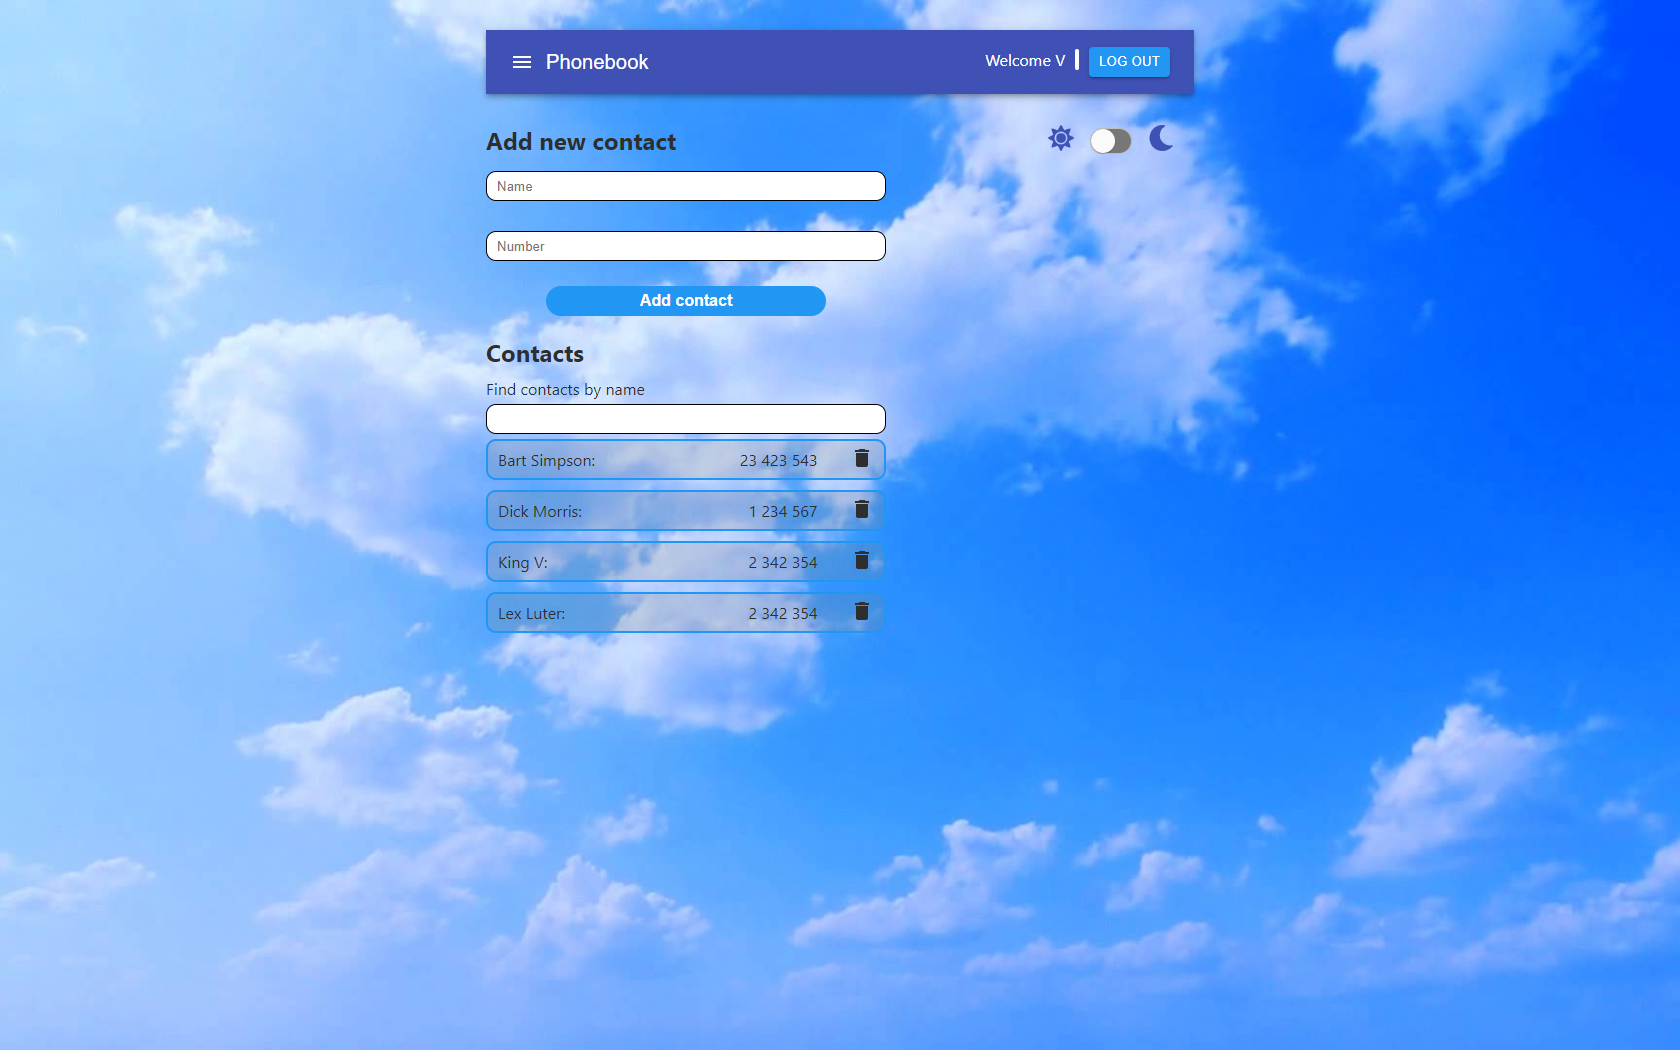 Phonebook
Welcome V
LOG OUT
Add new contact
Name
Number
Add contact
Contacts
Find contacts by name
Bart Simpson: 23 423 543
Dick Morris: 1 234 567
King V: 2 342 354
Lex Luter: 2 342 354